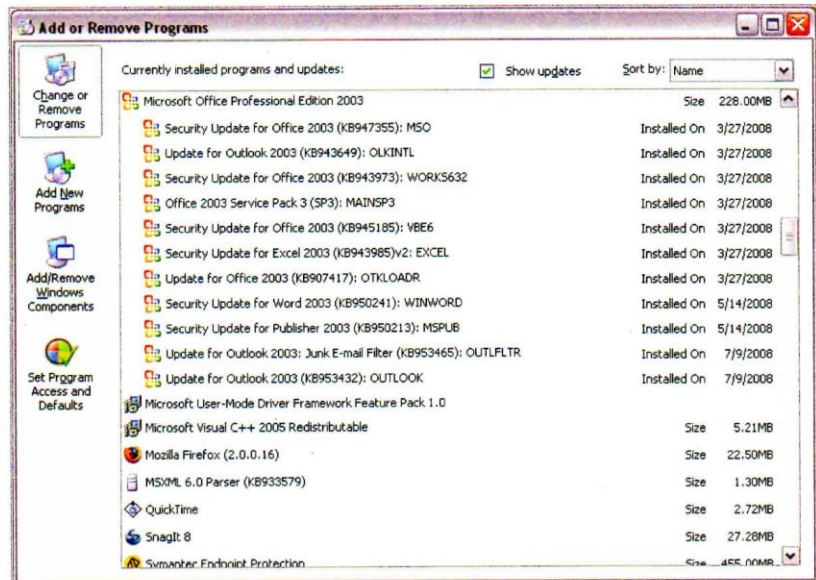 Add or Remove Programs
Change or
Remove
Programs
Add New
Programs
Add/Remove
Windows
Components
Set Program
Access and
Defaults
Currently installed programs and updates:
Show updates
Sort by: Name
Microsoft Office Professional Edition 2003 Size 228.00MB
Security Update for Office 2003 (KB947355): MSO Installed On 3/27/2008
Update for Outlook 2003 (KB943649): OLKINTL Installed On 3/27/2008
Security Update for Office 2003 (KB943973): WORKS632 Installed On 3/27/2008
Office 2003 Service Pack 3 (SP3): MAINSP3 Installed On 3/27/2008
Security Update for Office 2003 (KB945185): VBE6 Installed On 3/27/2008
Security Update for Excel 2003 (KB943985)v2: EXCEL Installed On 3/27/2008
Update for Office 2003 (KB907417): OTKLOADR Installed On 3/27/2008
Security Update for Word 2003 (KB950241): WINWORD Installed On 5/14/2008
Security Update for Publisher 2003 (KB950213): MSPUB Installed On 5/14/2008
Update for Outlook 2003: Junk E-mail Filter (KB953465): OUTLFLTR Installed On 7/9/2008
Update for Outlook 2003 (KB953432): OUTLOOK Installed On 7/9/2008
Microsoft User-Mode Driver Framework Feature Pack 1.0
Microsoft Visual C++ 2005 Redistributable Size 5.21MB
Mozilla Firefox (2.0.0.16) Size 22.50MB
MSXML 6.0 Parser (KB933579) Size 1.30MB
QuickTime Size 2.72MB
SnagIt 8 Size 27.28MB
Symantec Endpoint Protection Size 455.00MB